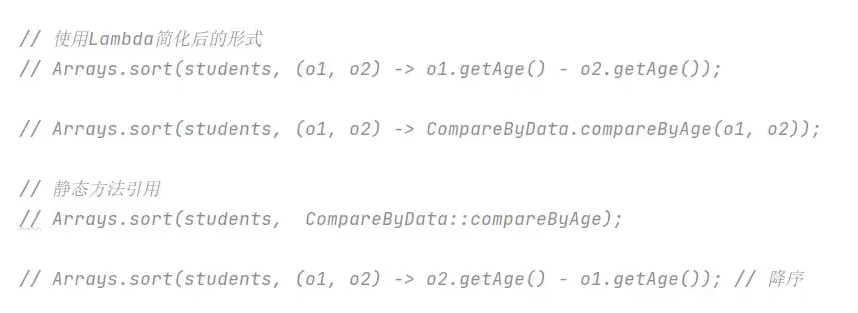 // 使用Lambda简化后的形式
// Arrays.sort(students, (o1, o2) -> o1.getAge() - o2.getAge());
// Arrays.sort(students, (o1, o2) -> CompareByData.compareByAge(o1, o2));
// 静态方法引用
// Arrays.sort(students,  CompareByData::compareByAge);
// Arrays.sort(students, (o1, o2) -> o2.getAge() - o1.getAge()); // 降序